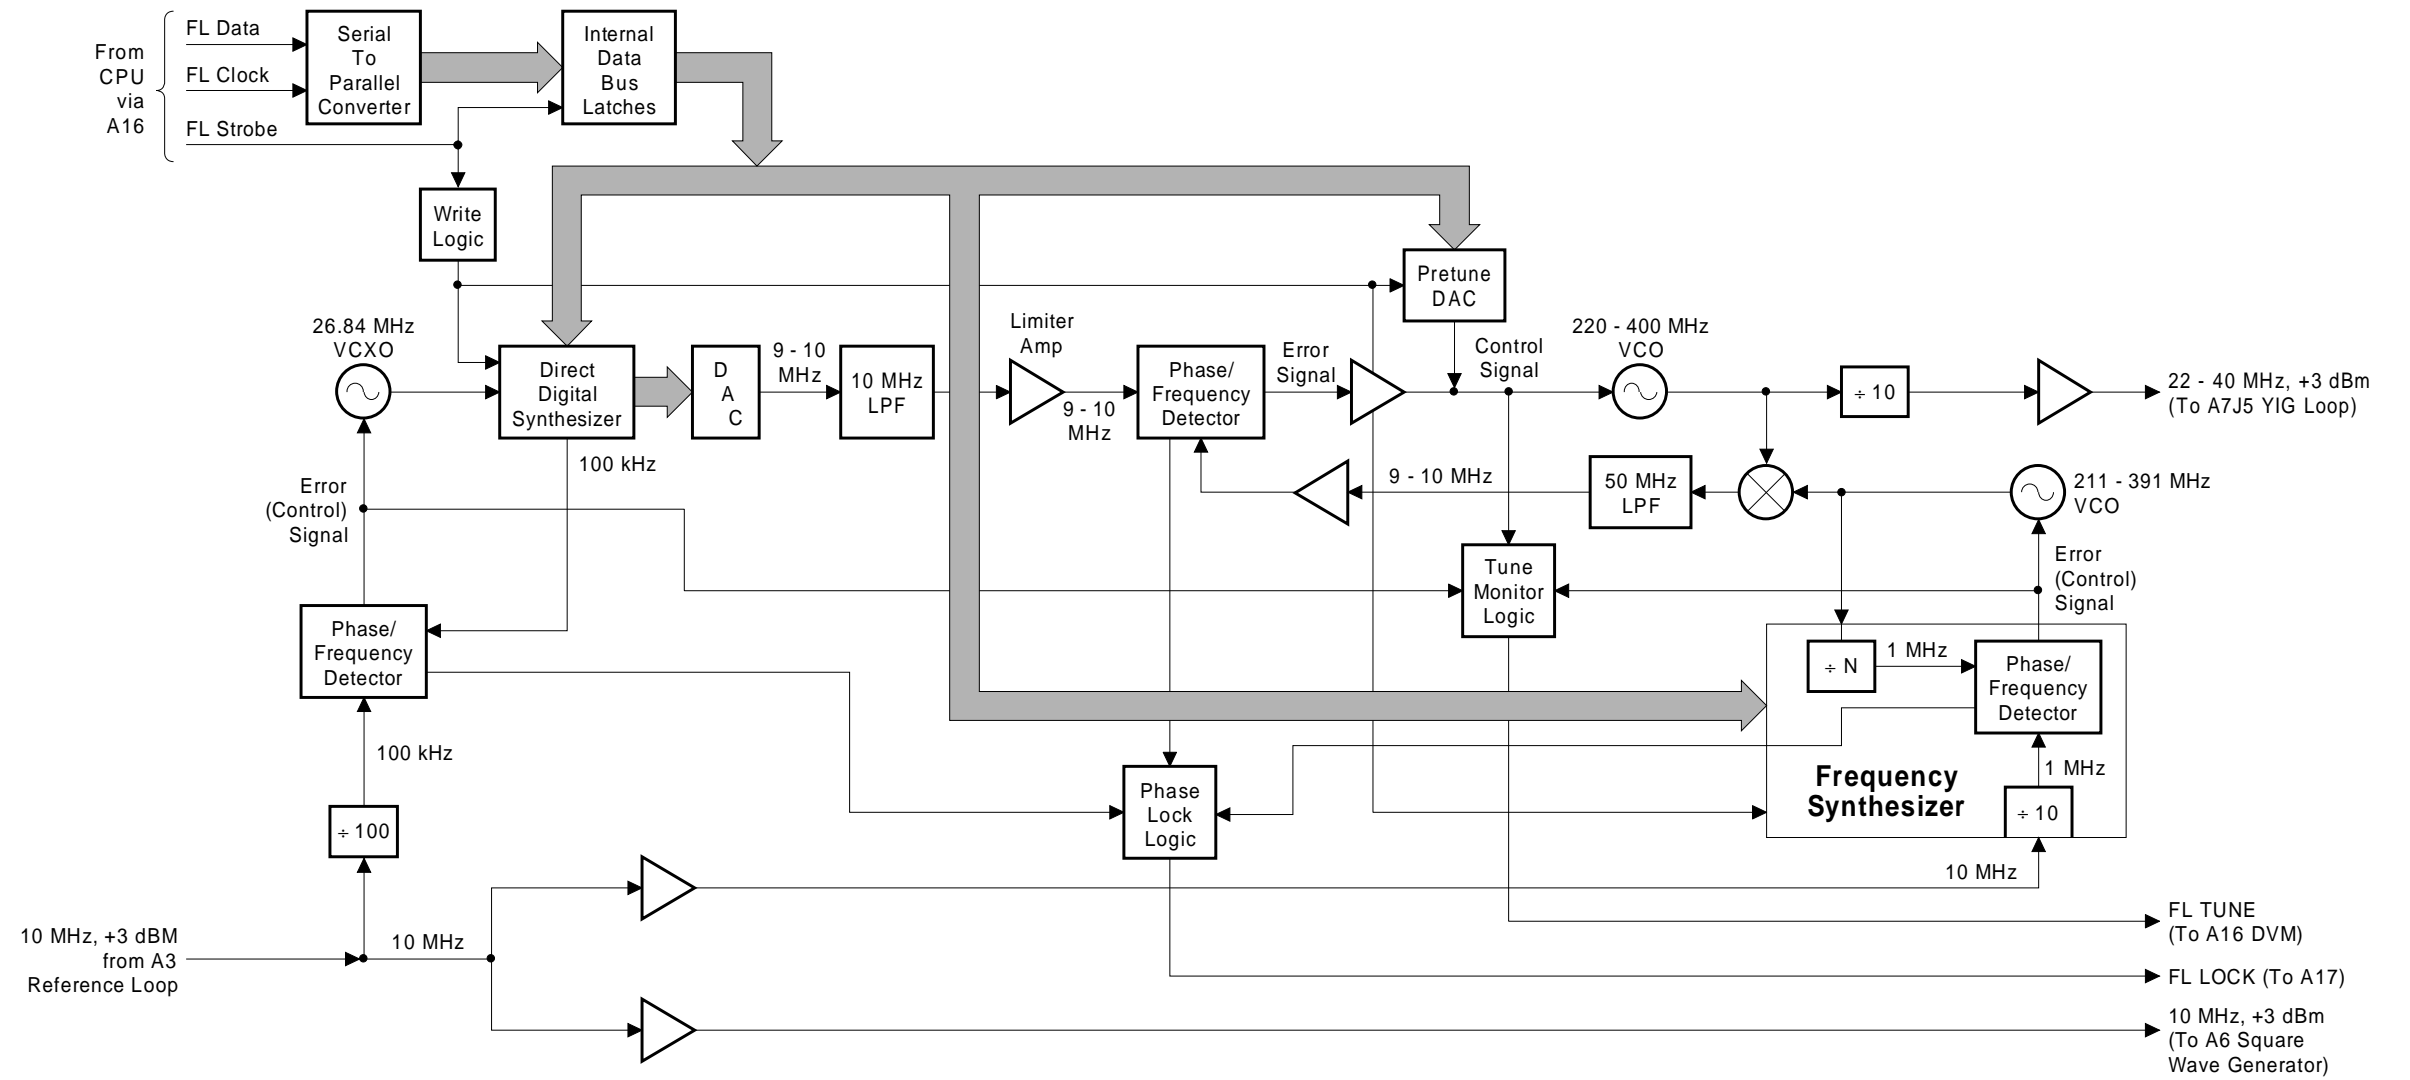 From
CPU
via
A16
FL Data
FL Clock
FL Strobe
Serial
To
Parallel
Converter
Internal
Data
Bus
Latches
Write
Logic
Pretune
DAC
26.84 MHz
VCXO
Direct
Digital
Synthesizer
D
A
C
9 - 10
MHz
10 MHz
LPF
Limiter
Amp
9 - 10
MHz
Phase/
Frequency
Detector
Error
Signal
Control
Signal
220 - 400 MHz
VCO
÷ 10
22 - 40 MHz, +3 dBm
(To A7J5 YIG Loop)
100 kHz
9 - 10 MHz
50 MHz
LPF
211 - 391 MHz
VCO
Error
(Control)
Signal
Tune
Monitor
Logic
Error
(Control)
Signal
Phase/
Frequency
Detector
÷ N
1 MHz
Phase/
Frequency
Detector
100 kHz
Phase
Lock
Logic
Frequency
Synthesizer
1 MHz
÷ 10
÷ 100
10 MHz
10 MHz, +3 dBM
from A3
Reference Loop
10 MHz
FL TUNE
(To A16 DVM)
FL LOCK (To A17)
10 MHz, +3 dBm
(To A6 Square
Wave Generator)